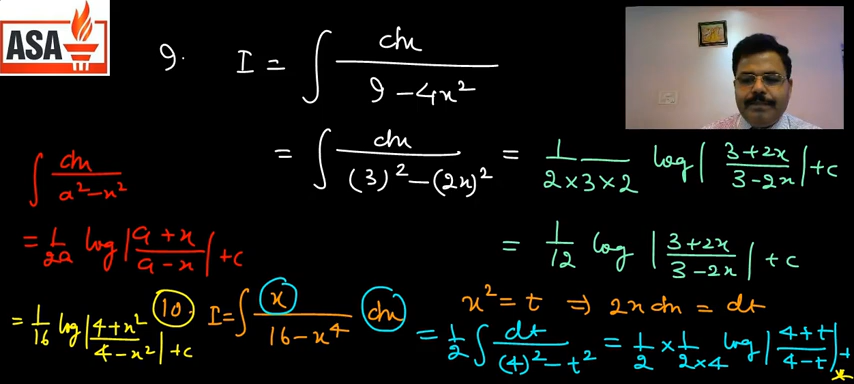 ASA
9. I = ∫ dx / (9 − 4x²)
= ∫ dx / ((3)² − (2x)²) = 1/(2×3×2) log |(3+2x)/(3−2x)| + c
= 1/12 log |(3+2x)/(3−2x)| + c
∫ dx / (a² − x²)
= 1/2a log |(a+x)/(a−x)| + c
10. I = ∫ x / (16 − x⁴) dx
x² = t ⇒ 2x dx = dt
= 1/2 ∫ dt / ((4)² − t²) = 1/2 × 1/(2×4) log |(4+t)/(4−t)| +
= 1/16 log |(4+x²)/(4−x²)| + c